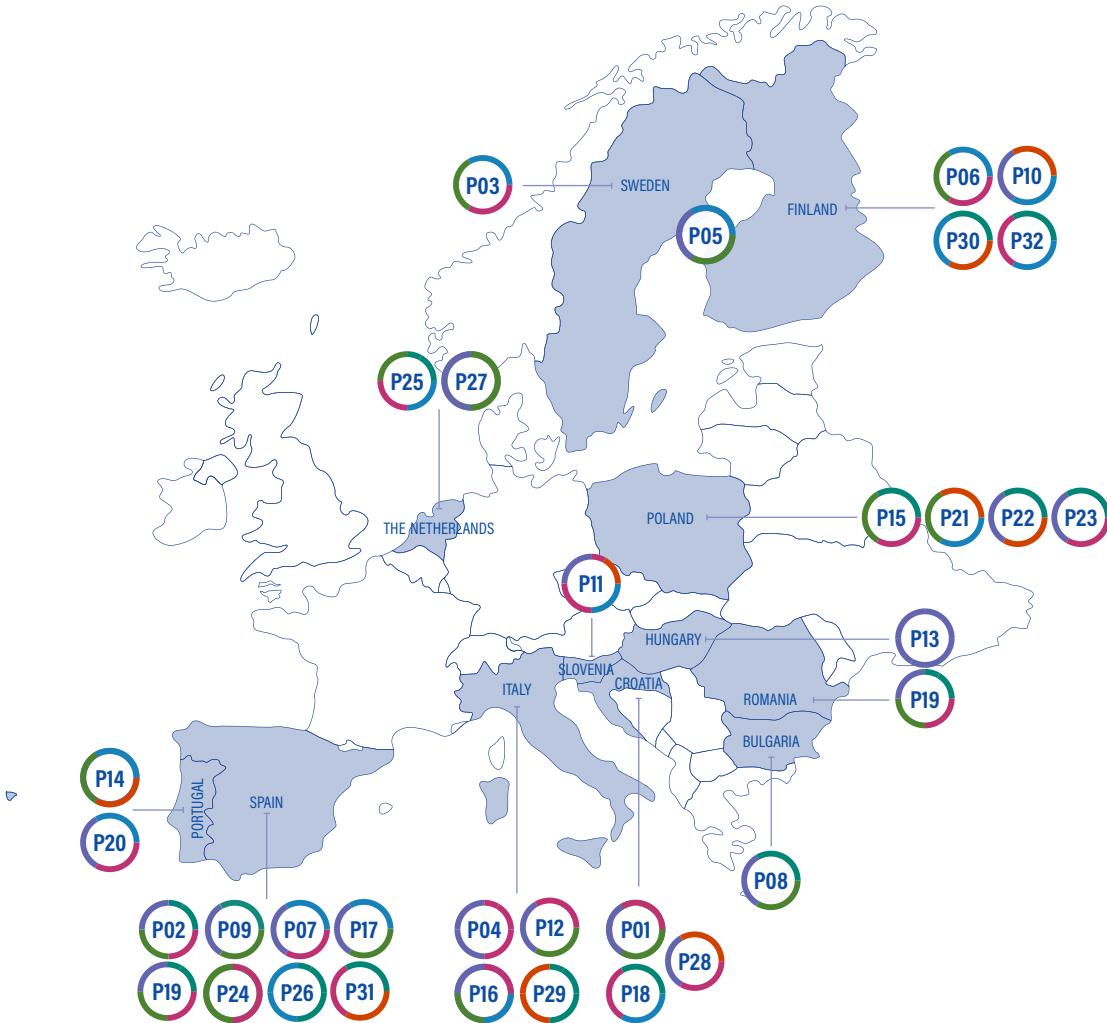 P03
SWEDEN
P06 P10
FINLAND
P05
P30 P32
P25 P27
THE NETHERLANDS
POLAND
P15 P21 P22 P23
P11
HUNGARY
P13
SLOVENIA
CROATIA
ITALY
ROMANIA
P19
BULGARIA
P14
PORTUGAL
SPAIN
P20
P08
P02 P09 P07 P17
P04 P12
P01
P28
P19 P24 P26 P31
P16 P29
P18